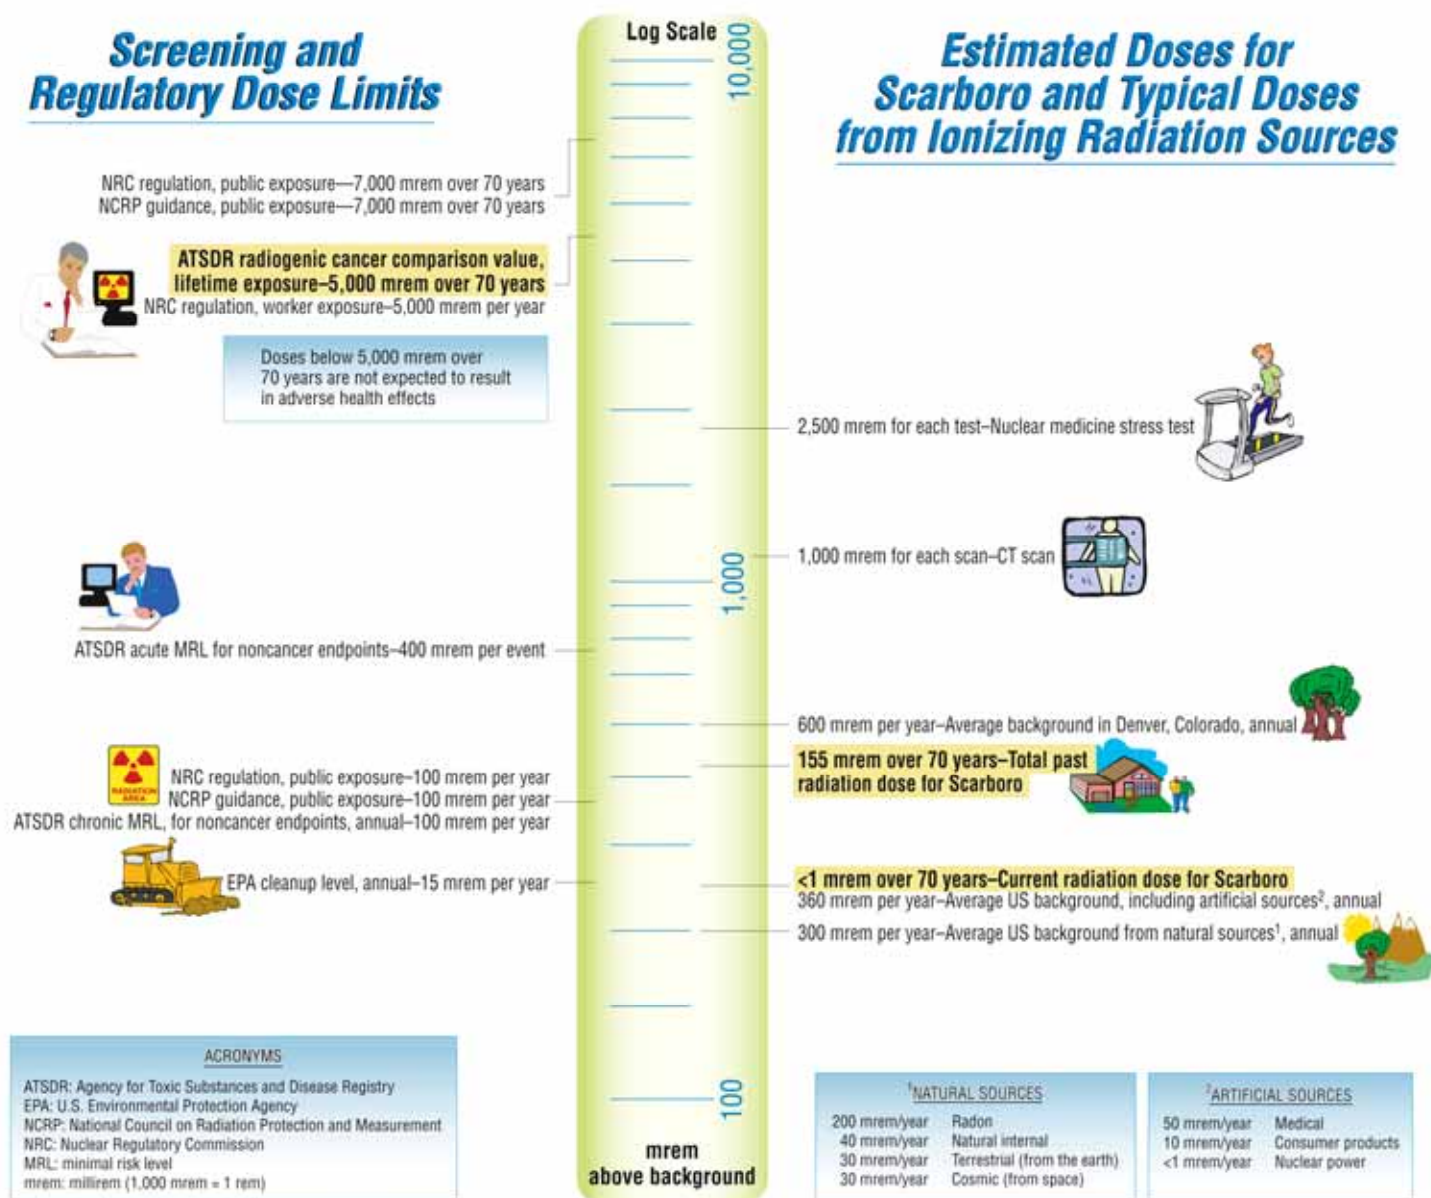 Screening and
Regulatory Dose Limits
NRC regulation, public exposure—7,000 mrem over 70 years
NCRP guidance, public exposure—7,000 mrem over 70 years
ATSDR radiogenic cancer comparison value,
lifetime exposure–5,000 mrem over 70 years
NRC regulation, worker exposure–5,000 mrem per year
Doses below 5,000 mrem over
70 years are not expected to result
in adverse health effects
ATSDR acute MRL for noncancer endpoints–400 mrem per event
RADIATION
AREA
NRC regulation, public exposure–100 mrem per year
NCRP guidance, public exposure–100 mrem per year
ATSDR chronic MRL, for noncancer endpoints, annual–100 mrem per year
EPA cleanup level, annual–15 mrem per year
ACRONYMS
ATSDR: Agency for Toxic Substances and Disease Registry
EPA: U.S. Environmental Protection Agency
NCRP: National Council on Radiation Protection and Measurement
NRC: Nuclear Regulatory Commission
MRL: minimal risk level
mrem: millirem (1,000 mrem = 1 rem)
Log Scale
10,000
1,000
100
mrem
above background
Estimated Doses for
Scarboro and Typical Doses
from Ionizing Radiation Sources
2,500 mrem for each test–Nuclear medicine stress test
1,000 mrem for each scan–CT scan
600 mrem per year–Average background in Denver, Colorado, annual
155 mrem over 70 years–Total past
radiation dose for Scarboro
<1 mrem over 70 years–Current radiation dose for Scarboro
360 mrem per year–Average US background, including artificial sources², annual
300 mrem per year–Average US background from natural sources¹, annual
¹NATURAL SOURCES
200 mrem/year Radon
40 mrem/year Natural internal
30 mrem/year Terrestrial (from the earth)
30 mrem/year Cosmic (from space)
²ARTIFICIAL SOURCES
50 mrem/year Medical
10 mrem/year Consumer products
<1 mrem/year Nuclear power